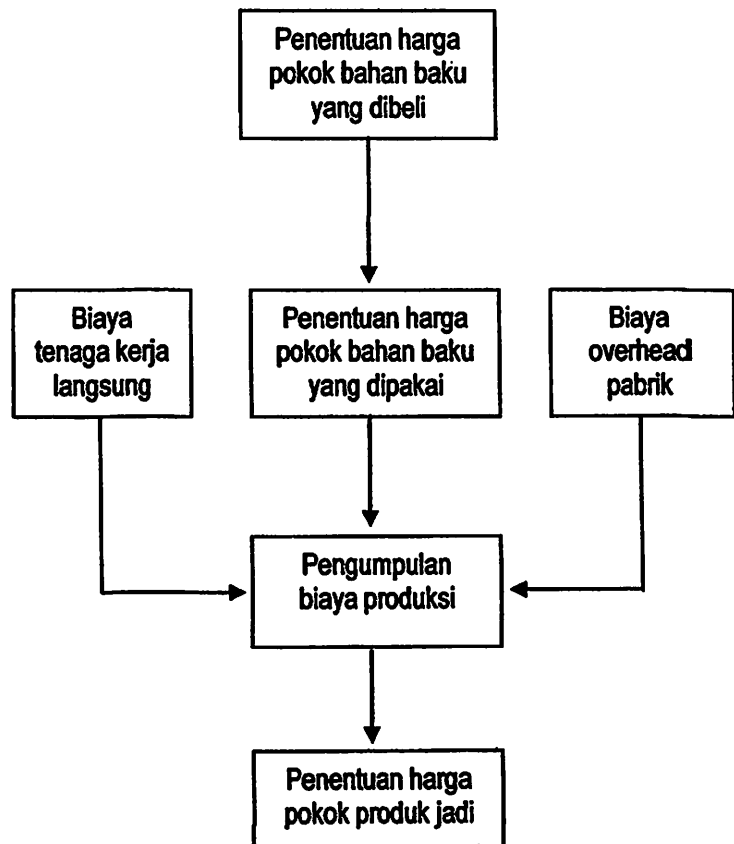 Penentuan harga
pokok bahan baku
yang dibeli
Biaya
tenaga kerja
langsung
Penentuan harga
pokok bahan baku
yang dipakai
Biaya
overhead
pabrik
Pengumpulan
biaya produksi
Penentuan harga
pokok produk jadi